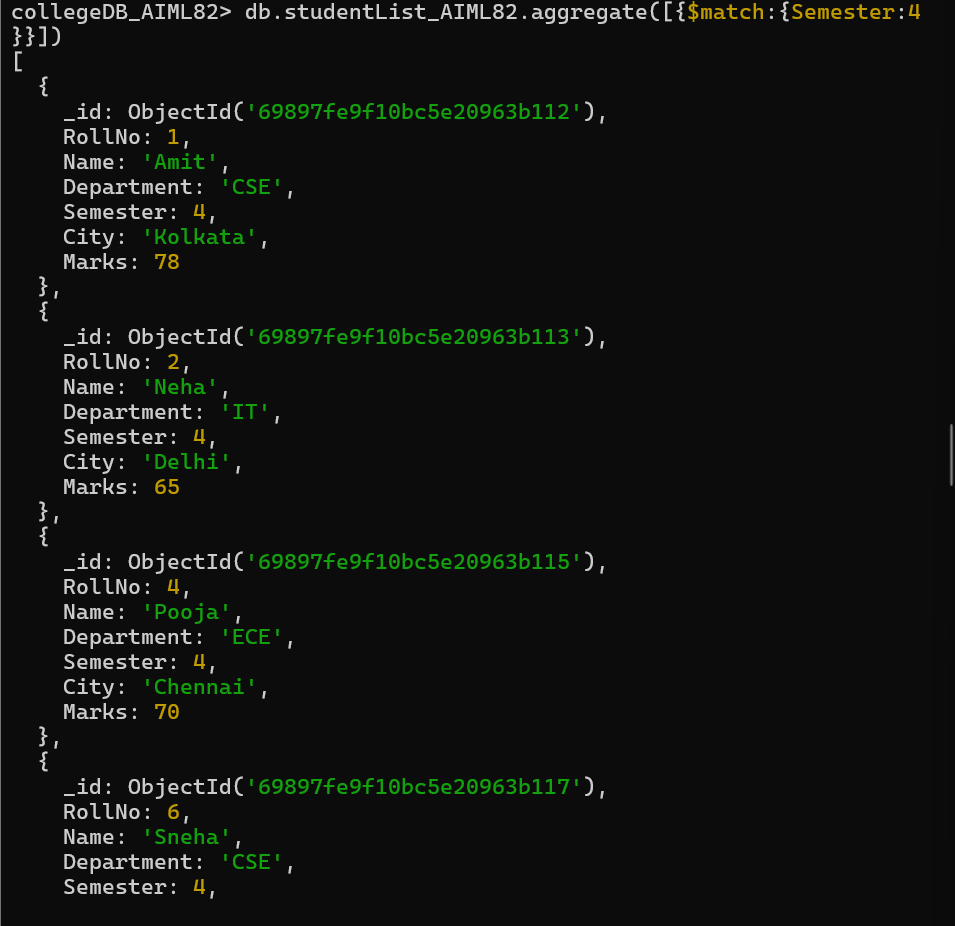 collegeDB_AIML82> db.studentList_AIML82.aggregate([{$match:{Semester:4
}}])
[
  {
    _id: ObjectId('69897fe9f10bc5e20963b112'),
    RollNo: 1,
    Name: 'Amit',
    Department: 'CSE',
    Semester: 4,
    City: 'Kolkata',
    Marks: 78
  },
  {
    _id: ObjectId('69897fe9f10bc5e20963b113'),
    RollNo: 2,
    Name: 'Neha',
    Department: 'IT',
    Semester: 4,
    City: 'Delhi',
    Marks: 65
  },
  {
    _id: ObjectId('69897fe9f10bc5e20963b115'),
    RollNo: 4,
    Name: 'Pooja',
    Department: 'ECE',
    Semester: 4,
    City: 'Chennai',
    Marks: 70
  },
  {
    _id: ObjectId('69897fe9f10bc5e20963b117'),
    RollNo: 6,
    Name: 'Sneha',
    Department: 'CSE',
    Semester: 4,